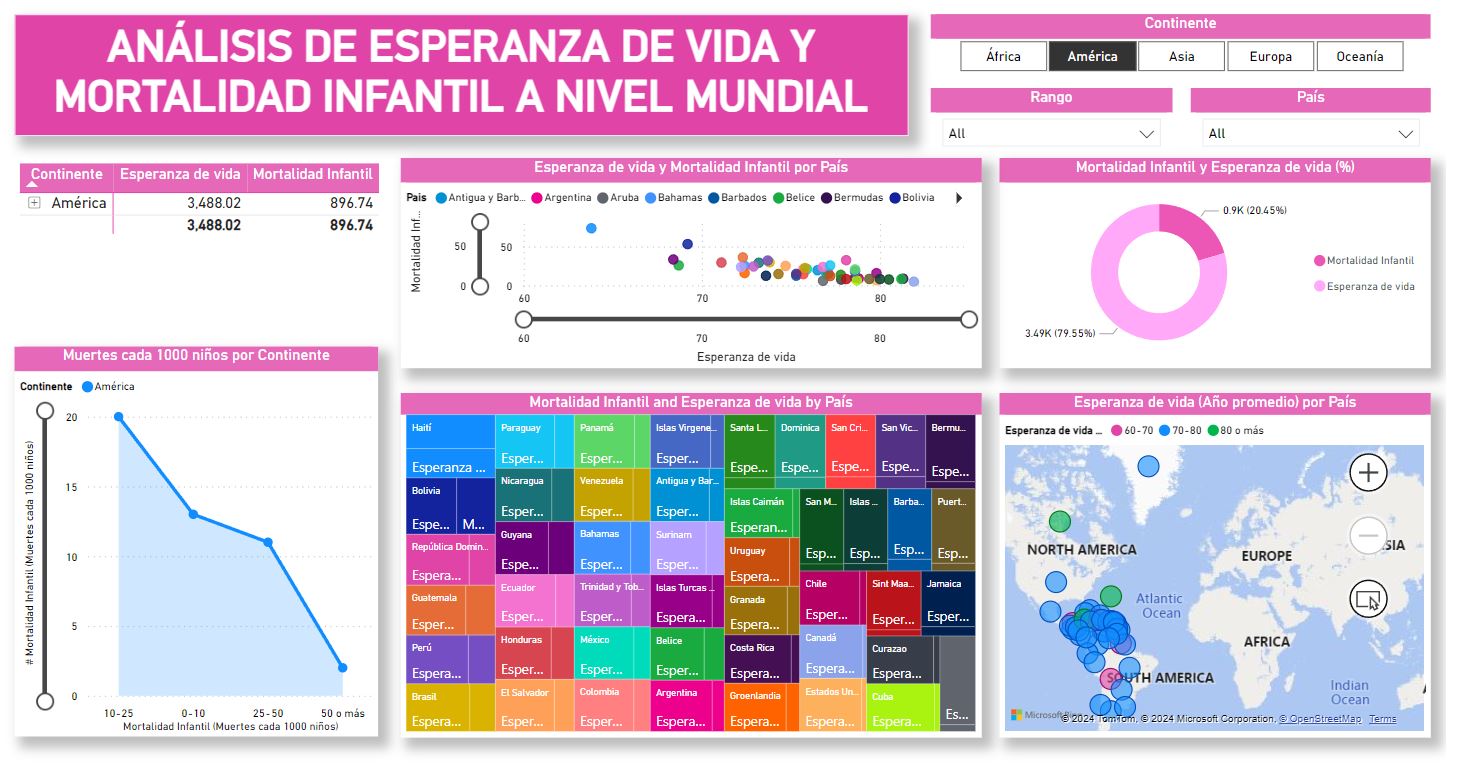 ANÁLISIS DE ESPERANZA DE VIDA Y
MORTALIDAD INFANTIL A NIVEL MUNDIAL
Continente
África América Asia Europa Oceanía
Rango País
All All
Continente Esperanza de vida Mortalidad Infantil
América 3,488.02 896.74
3,488.02 896.74
Esperanza de vida y Mortalidad Infantil por País
Pais Antigua y Barb... Argentina Aruba Bahamas Barbados Belice Bermudas Bolivia
Mortalidad Inf...
50 50
0 0
60 70 80
60 70 80
Esperanza de vida
Mortalidad Infantil y Esperanza de vida (%)
0.9K (20.45%)
3.49K (79.55%)
Mortalidad Infantil
Esperanza de vida
Muertes cada 1000 niños por Continente
Continente América
# Mortalidad Infantil (Muertes cada 1000 niños)
20
15
10
5
0
10-25 0-10 25-50 50 o más
Mortalidad Infantil (Muertes cada 1000 niños)
Mortalidad Infantil and Esperanza de vida by País
Haití
Esperanza ...
Bolivia
Espe... M...
República Domin...
Espera...
Guatemala
Espera...
Perú
Espera...
Brasil
Espera...
Paraguay
Esper...
Nicaragua
Esper...
Guyana
Espe...
Ecuador
Esper...
Honduras
Esper...
El Salvador
Esper...
Panamá
Esper...
Venezuela
Esper...
Bahamas
Esper...
Trinidad y Tob...
Esper...
México
Esper...
Colombia
Esper...
Islas Virgene...
Esper...
Antigua y Bar...
Esper...
Surinam
Esper...
Islas Turcas ...
Esper...
Belice
Esper...
Argentina
Espera...
Santa L...
Espe...
Dominica
Espe...
San Cri...
Espe...
San Vic...
Espe...
Bermu...
Espe...
Islas Caimán
Esperan...
Uruguay
Espera...
Granada
Espera...
Costa Rica
Espera...
Groenlandia
Espera...
San M...
Esp...
Islas ...
Esp...
Barba...
Esp...
Puert...
Esp...
Chile
Esper...
Sint Maa...
Esper...
Jamaica
Esper...
Canadá
Espera...
Estados Un...
Espera...
Curazao
Espera...
Cuba
Espera...
Es...
Esperanza de vida (Año promedio) por País
Esperanza de vida ... 60-70 70-80 80 o más
NORTH AMERICA
EUROPE
Atlantic
Ocean
AFRICA
SOUTH AMERICA
Indian
Ocean
© 2024 TomTom, © 2024 Microsoft Corporation, © OpenStreetMap Terms